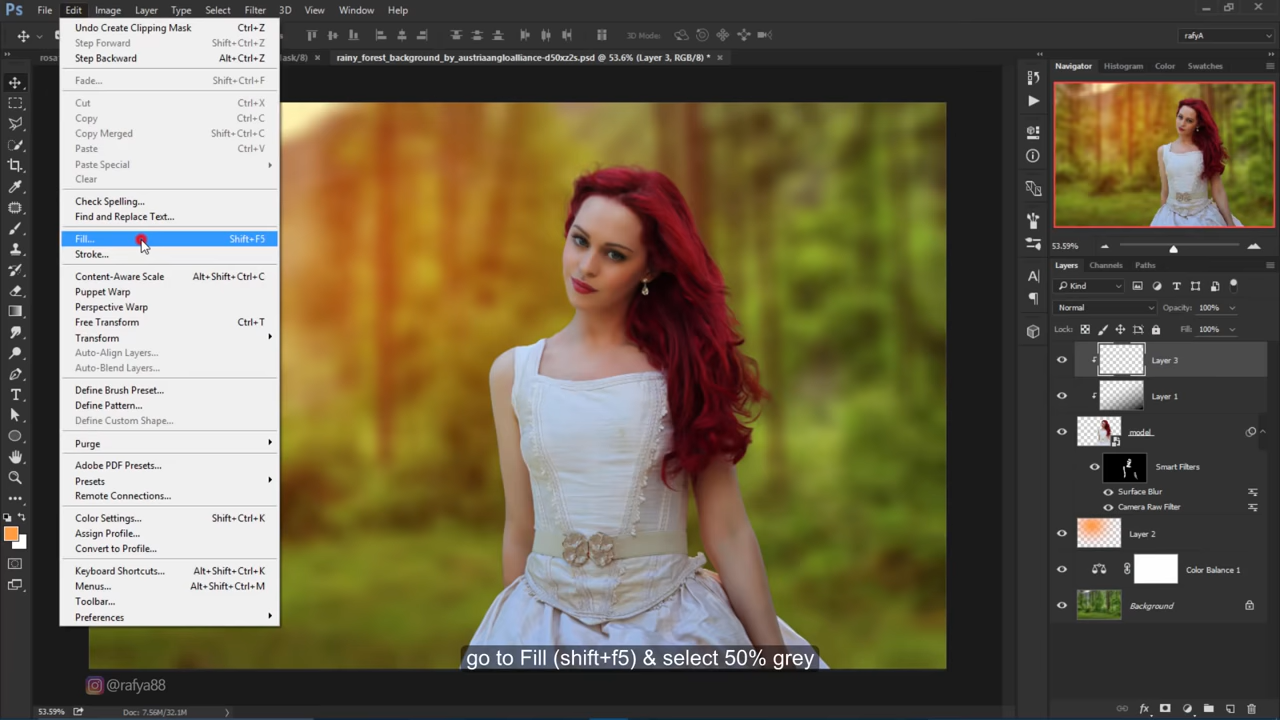 Ps File Edit Image Layer Type Select Filter 3D View Window Help
3D Mode:
rafyA
rosa
ask/8)
rainy_forest_background_by_austriaangloalliance-d50xz2s.psd @ 53.6% (Layer 3, RGB/8) *
Undo Create Clipping Mask Ctrl+Z
Step Forward Shift+Ctrl+Z
Step Backward Alt+Ctrl+Z
Fade... Shift+Ctrl+F
Cut Ctrl+X
Copy Ctrl+C
Copy Merged Shift+Ctrl+C
Paste Ctrl+V
Paste Special
Clear
Check Spelling...
Find and Replace Text...
Fill... Shift+F5
Stroke...
Content-Aware Scale Alt+Shift+Ctrl+C
Puppet Warp
Perspective Warp
Free Transform Ctrl+T
Transform
Auto-Align Layers...
Auto-Blend Layers...
Define Brush Preset...
Define Pattern...
Define Custom Shape...
Purge
Adobe PDF Presets...
Presets
Remote Connections...
Color Settings... Shift+Ctrl+K
Assign Profile...
Convert to Profile...
Keyboard Shortcuts... Alt+Shift+Ctrl+K
Menus... Alt+Shift+Ctrl+M
Toolbar...
Preferences
Navigator Histogram Color Swatches
53.59%
Layers Channels Paths
Kind
Normal Opacity: 100%
Lock: Fill: 100%
Layer 3
Layer 1
model
Smart Filters
Surface Blur
Camera Raw Filter
Layer 2
Color Balance 1
Background
go to Fill (shift+f5) & select 50% grey
@rafya88
53.59% Doc: 7.56M/32.1M